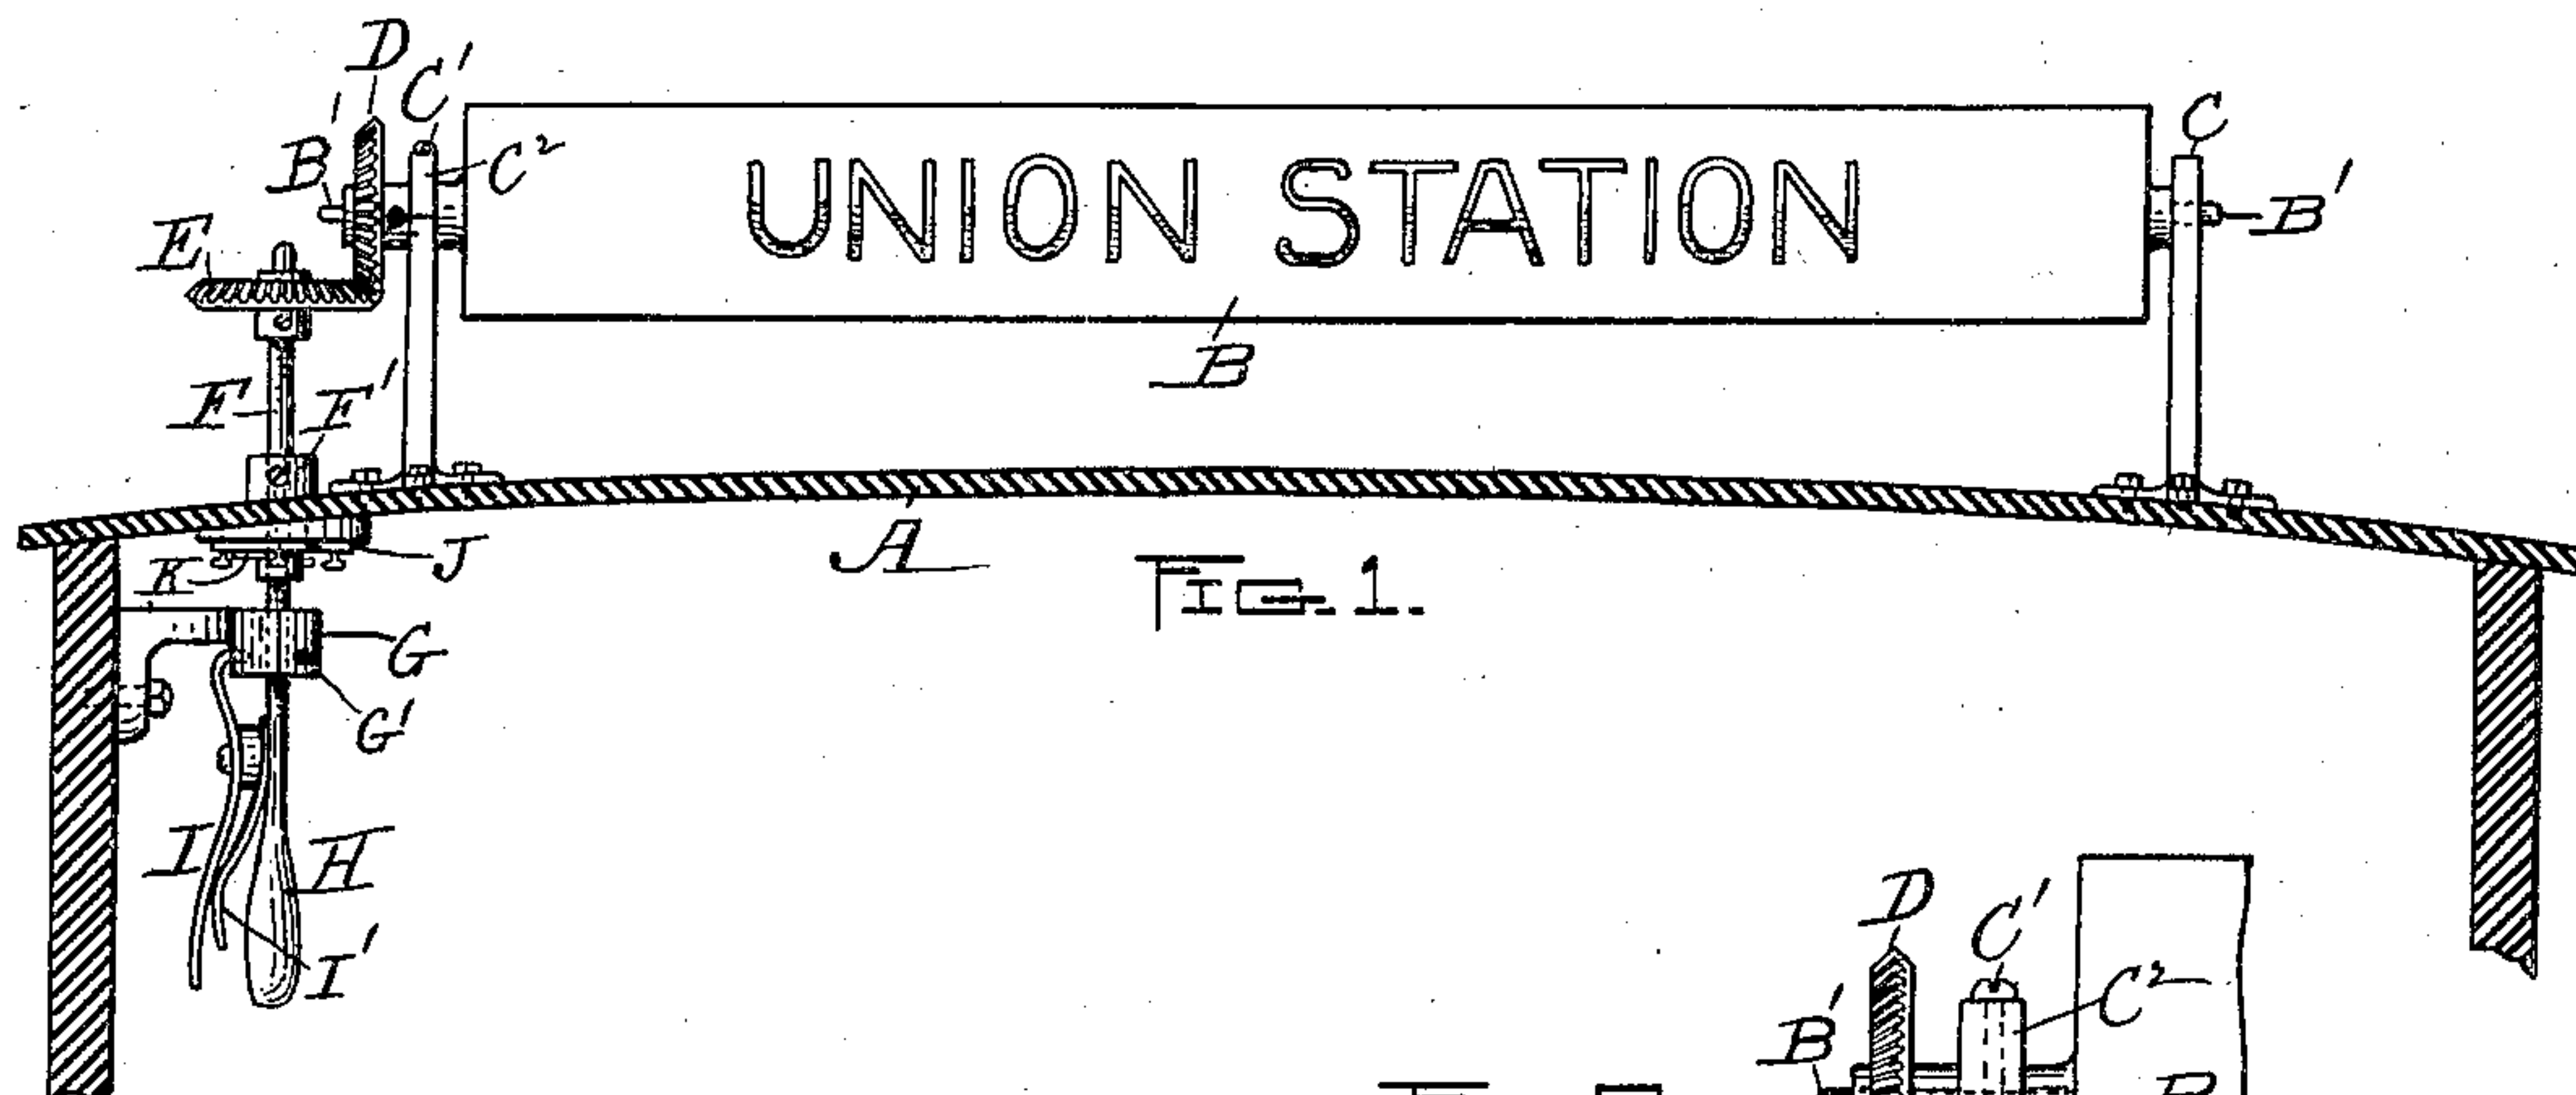 D
C'
B'
C²
C
B'
E
UNION STATION
B
F
F'
A
J
K
FIG. 1.
G
G'
I
H
I'
D
C'
C²
B'